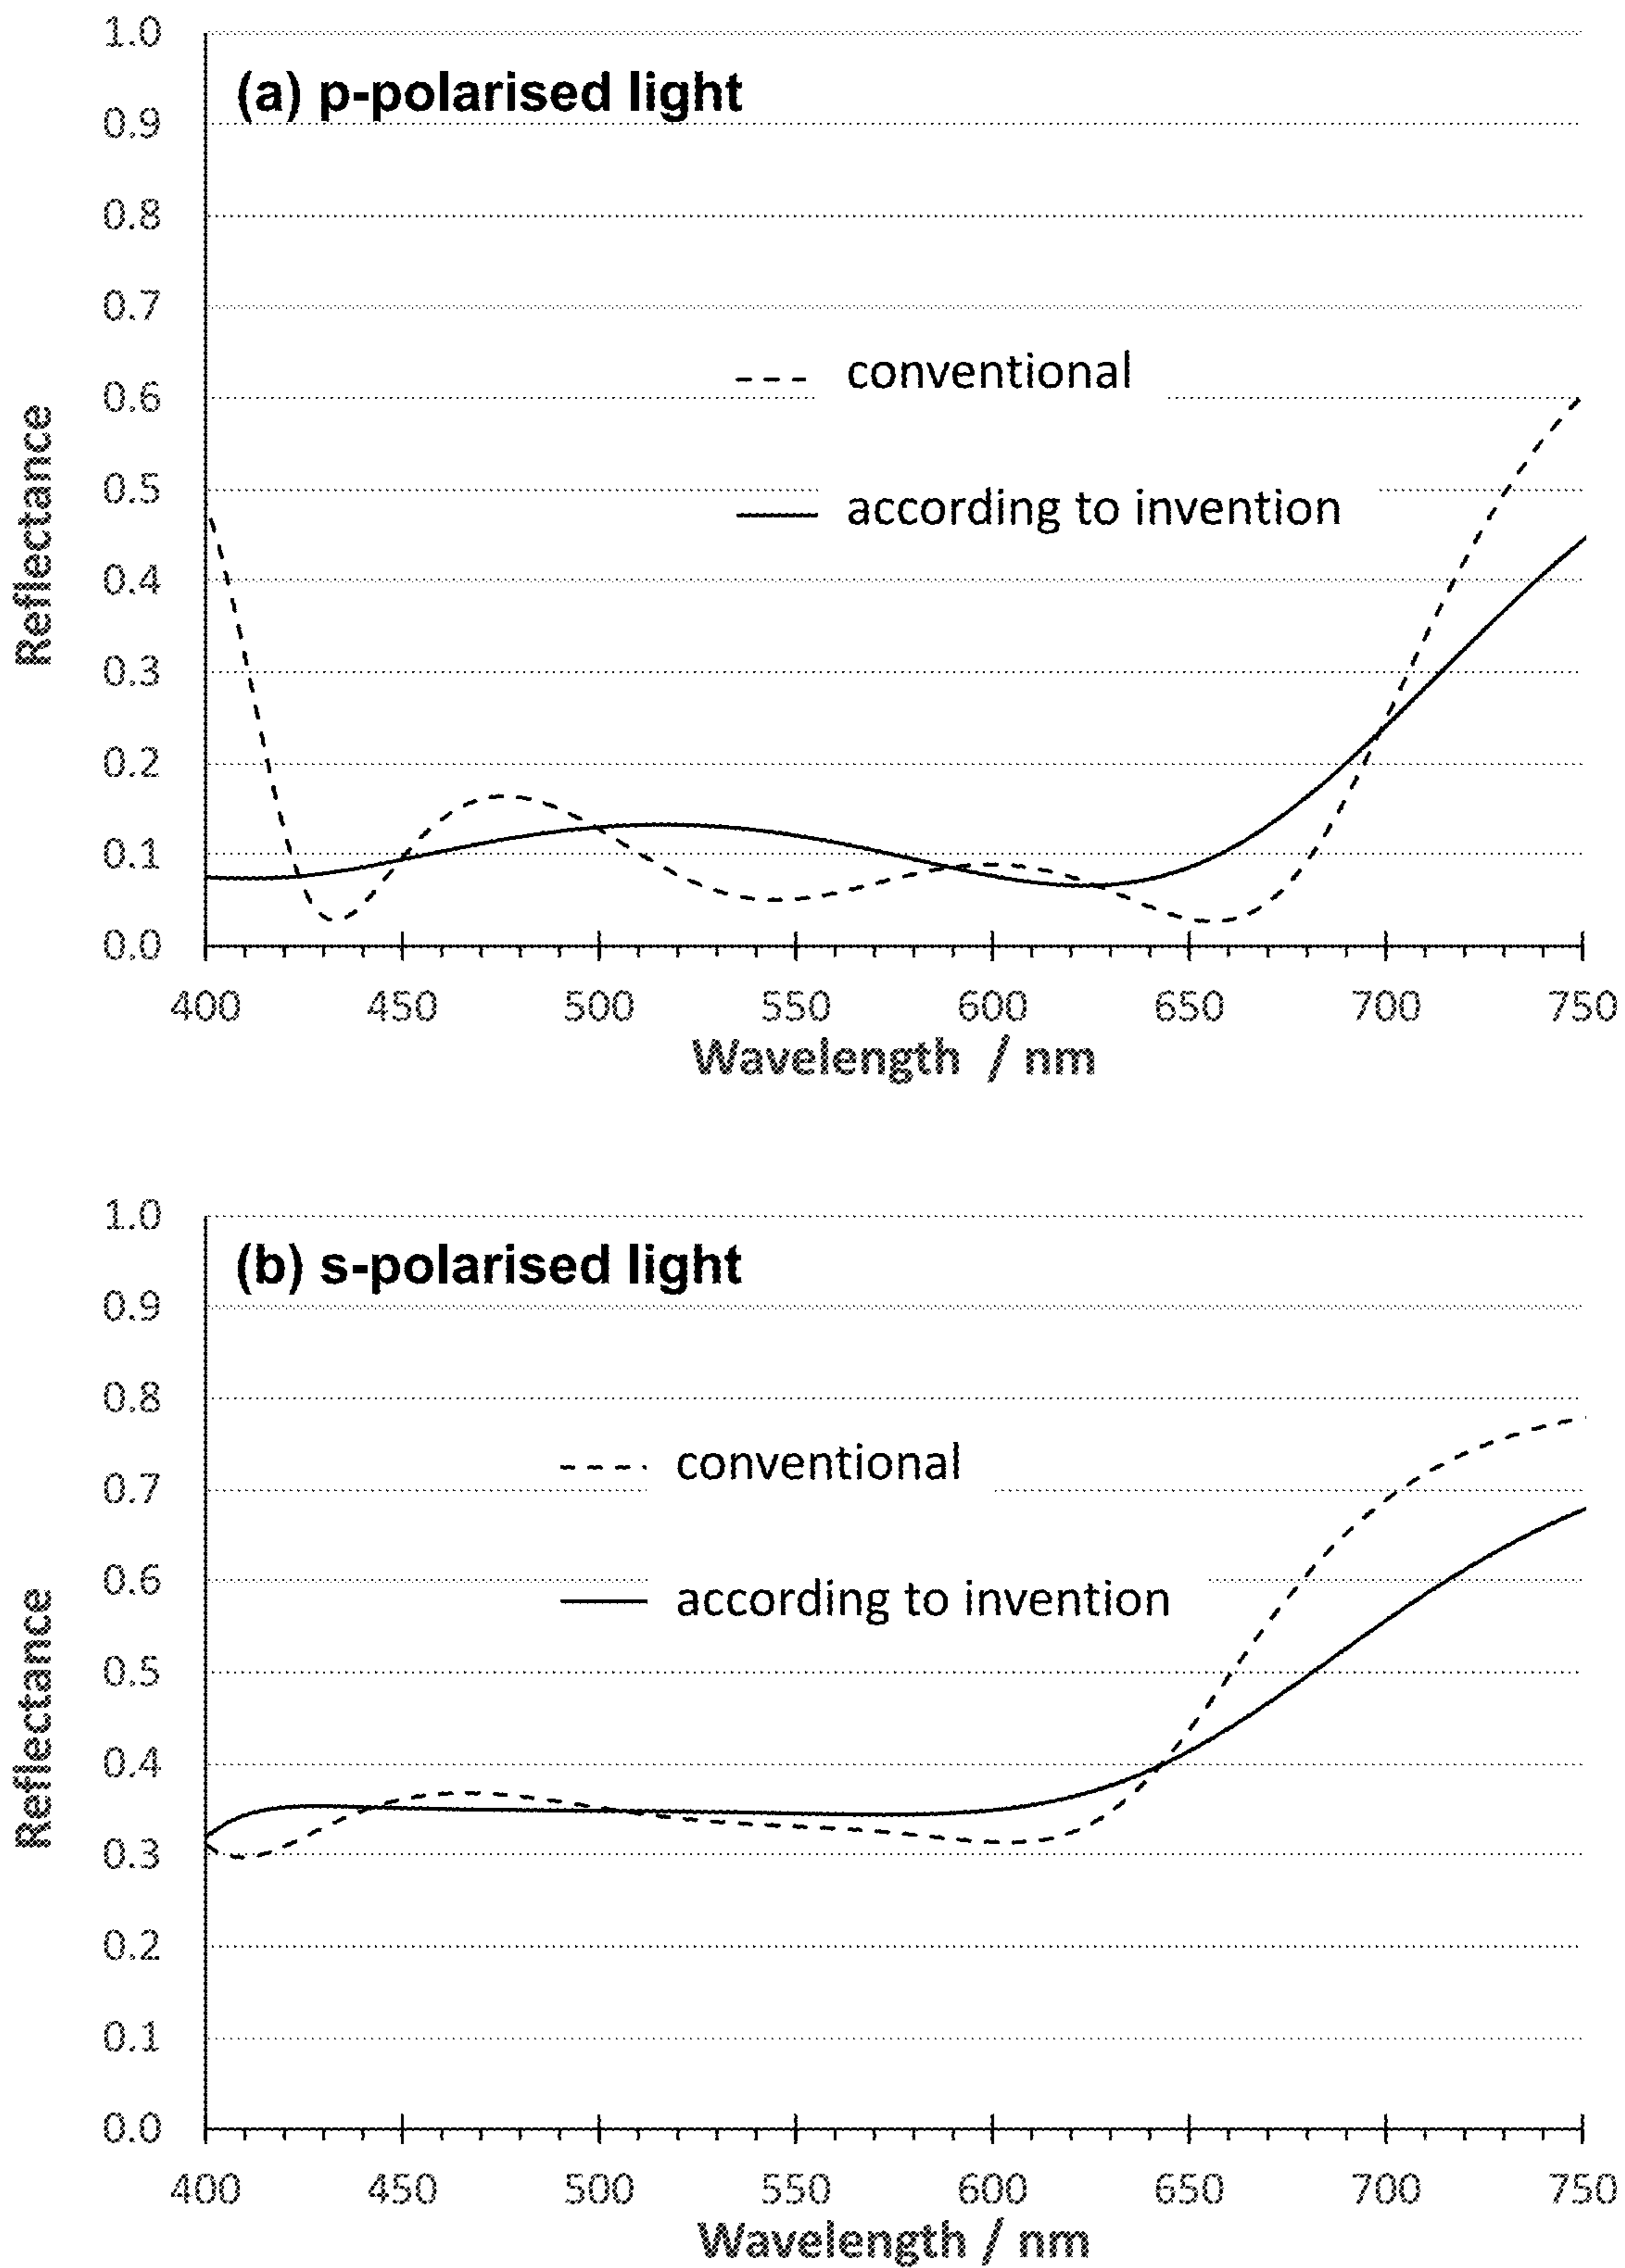 1.0
(a) p-polarised light
0.9
0.8
0.7
conventional
0.6
0.5
according to invention
0.4
0.3
0.2
0.1
0.0
Reflectance
400 450 500 550 600 650 700 750
Wavelength / nm
1.0
(b) s-polarised light
0.9
0.8
conventional
0.7
0.6
according to invention
0.5
0.4
0.3
0.2
0.1
0.0
Reflectance
400 450 500 550 600 650 700 750
Wavelength / nm